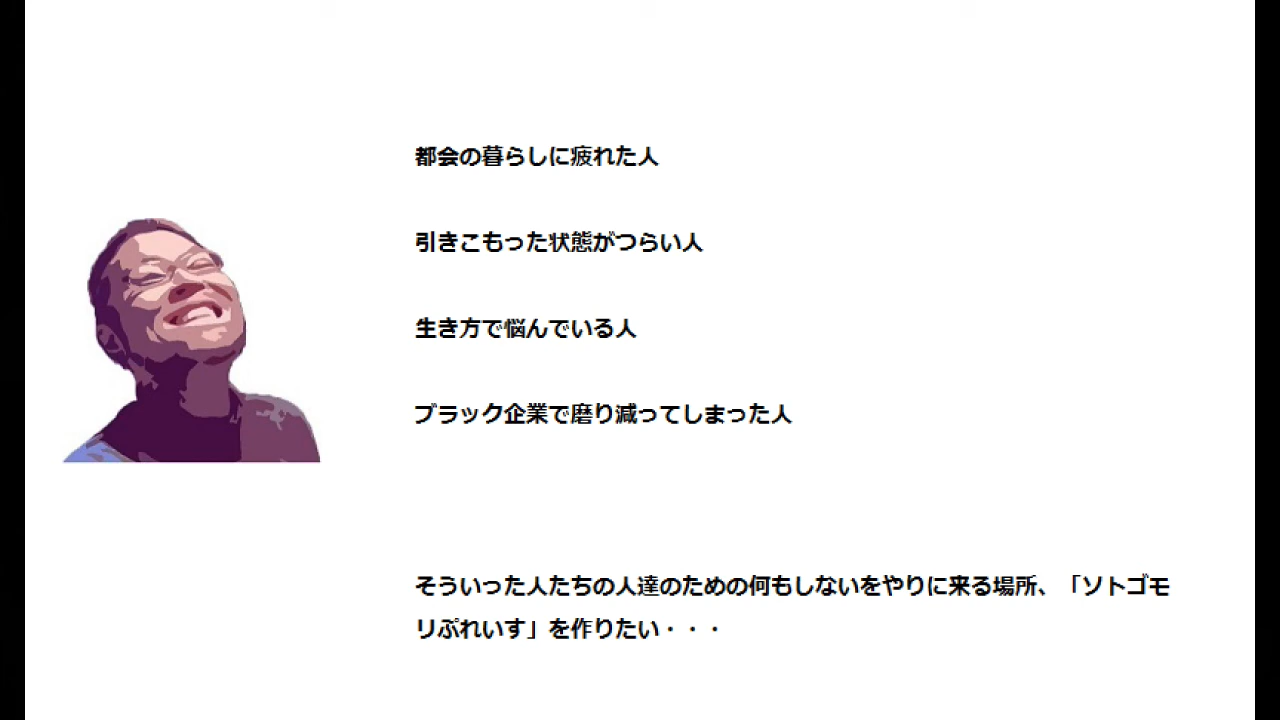 都会の暮らしに疲れた人
引きこもった状態がつらい人
生き方で悩んでいる人
ブラック企業で磨り減ってしまった人
そういった人たちの人達のための何もしないをやりに来る場所、「ソトゴモ
リぷれいす」を作りたい・・・